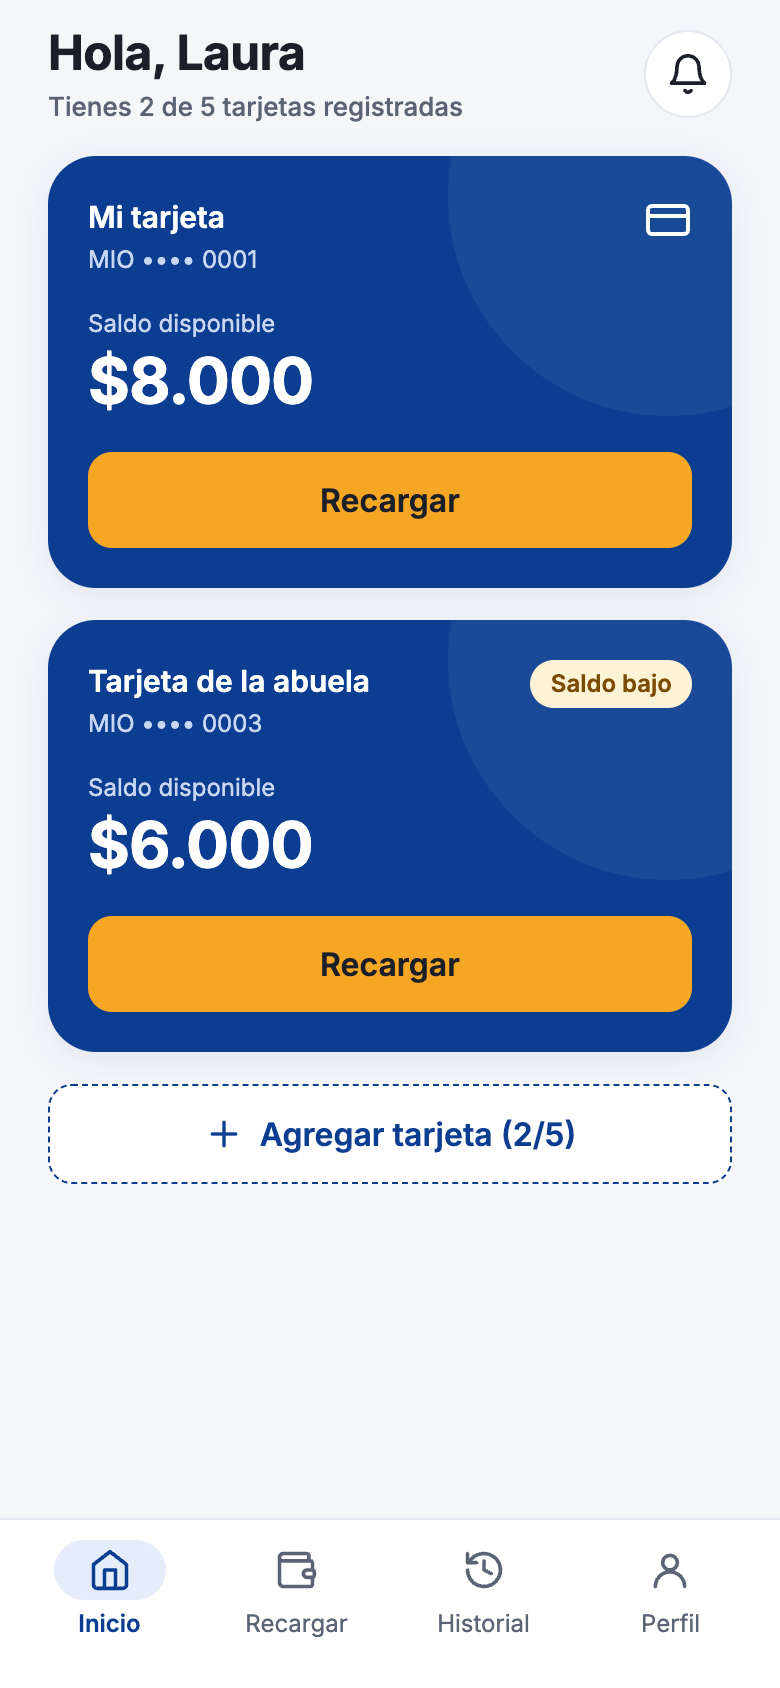 Hola, Laura
Tienes 2 de 5 tarjetas registradas
Mi tarjeta
MIO •••• 0001
Saldo disponible
$8.000
Recargar
Tarjeta de la abuela
Saldo bajo
MIO •••• 0003
Saldo disponible
$6.000
Recargar
Agregar tarjeta (2/5)
Inicio
Recargar
Historial
Perfil